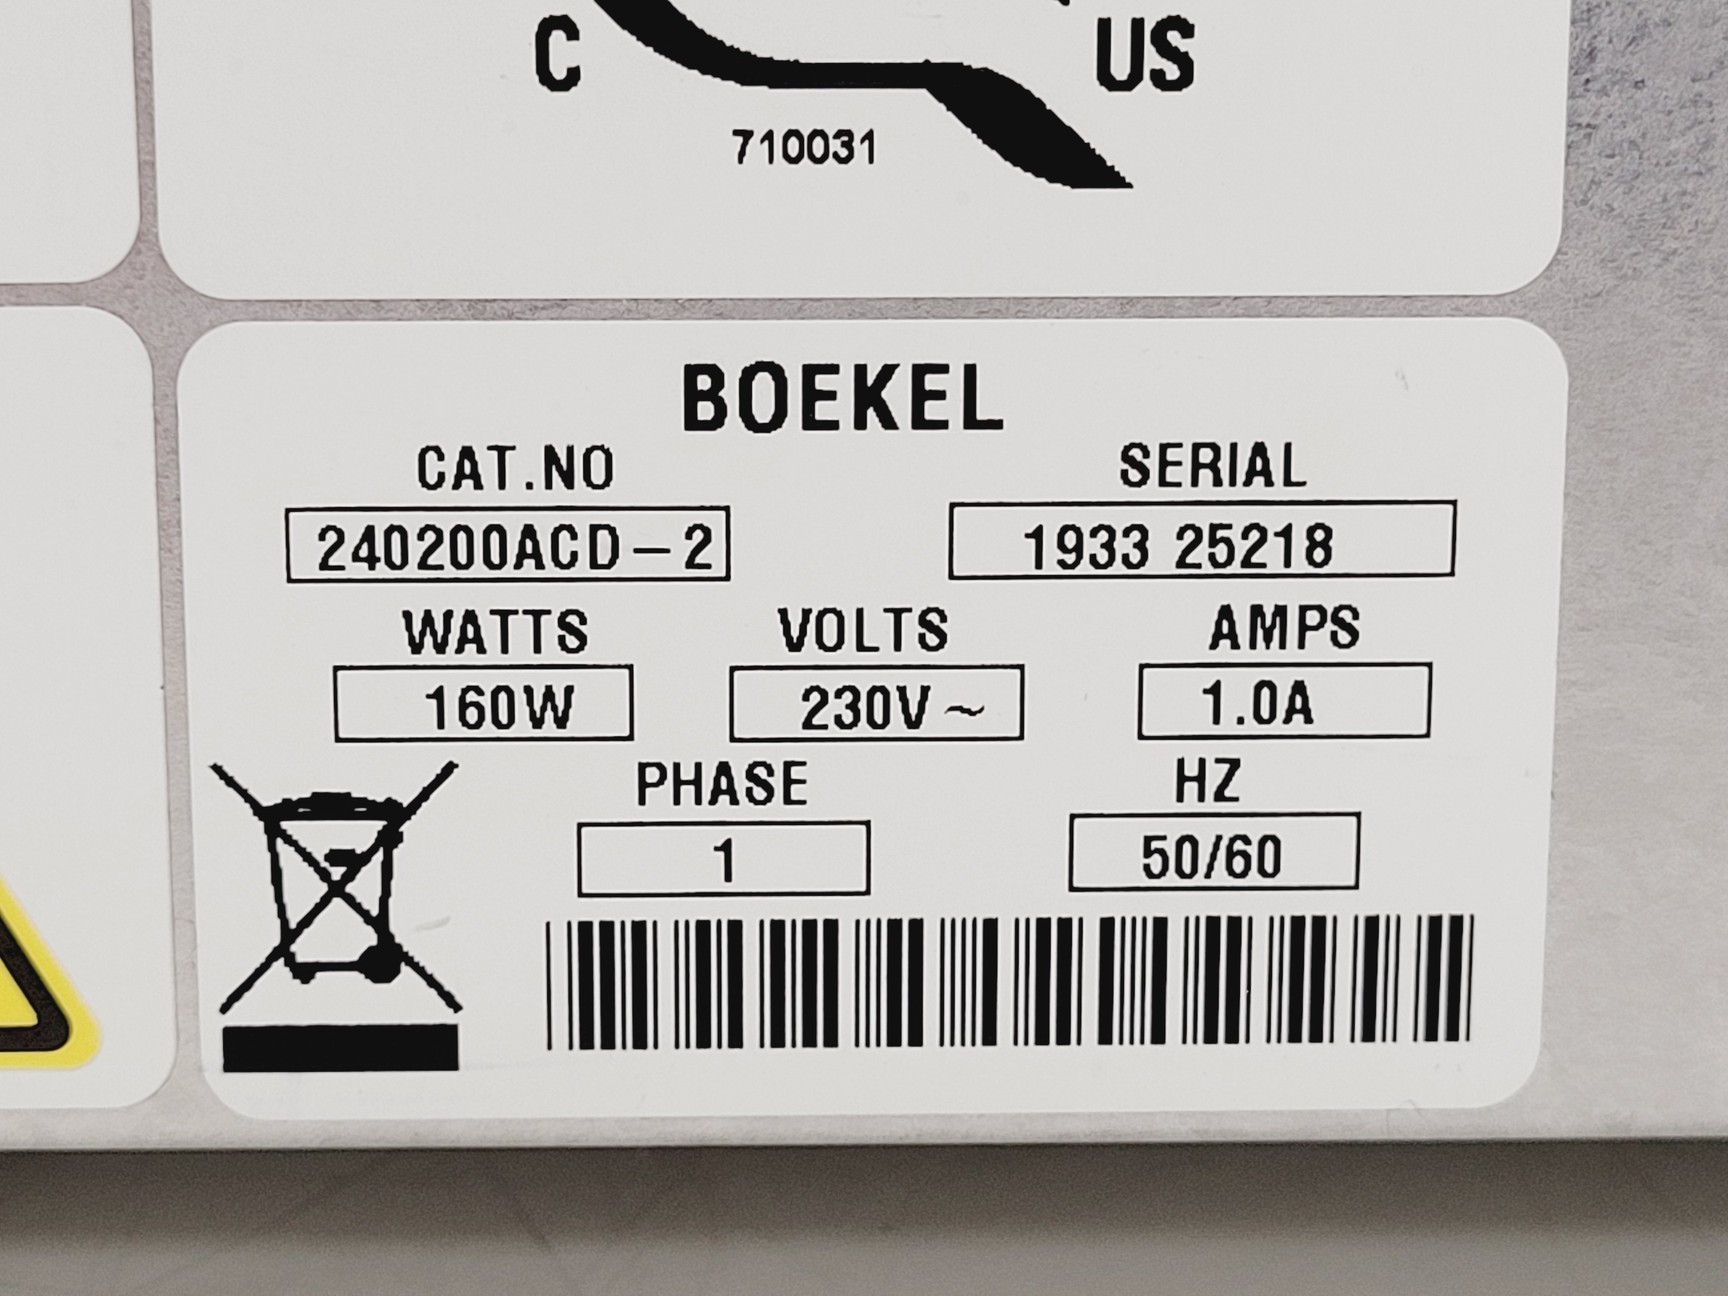 C US
710031
BOEKEL
CAT.NO SERIAL
240200ACD-2 1933 25218
WATTS VOLTS AMPS
160W 230V~ 1.0A
PHASE HZ
1 50/60